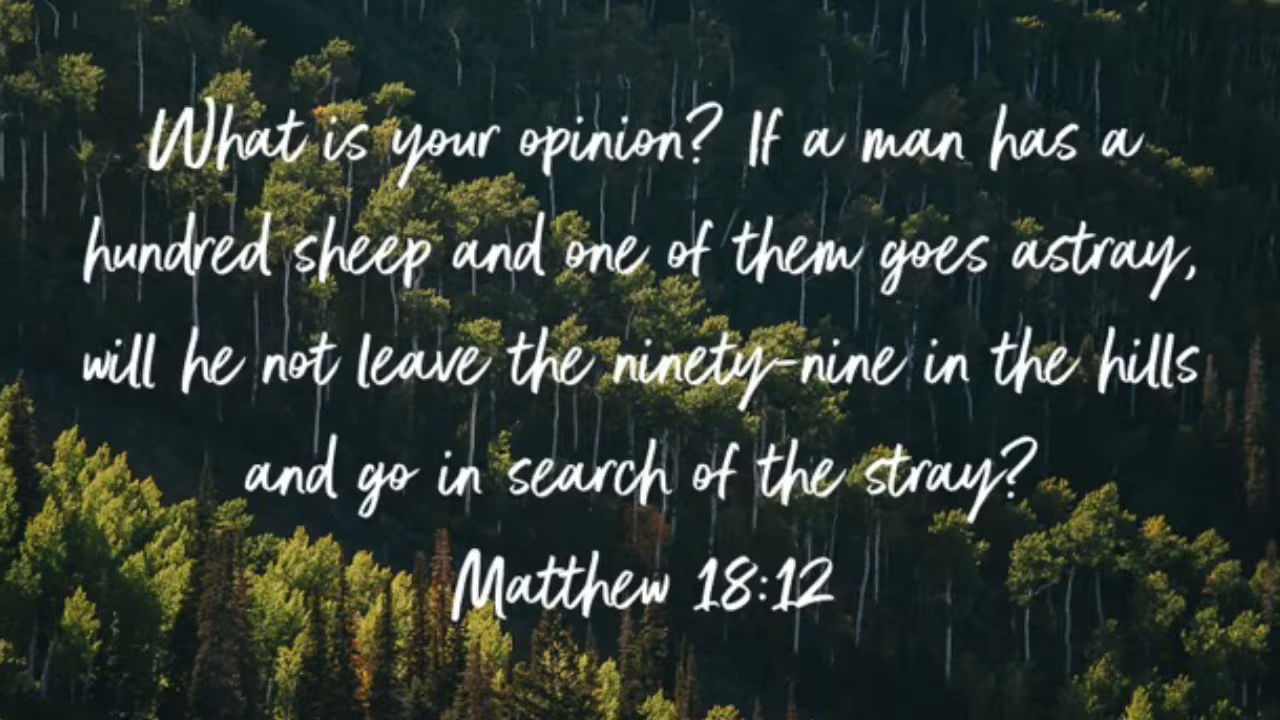 What is your opinion? If a man has a
hundred sheep and one of them goes astray,
will he not leave the ninety-nine in the hills
and go in search of the stray?
Matthew 18:12